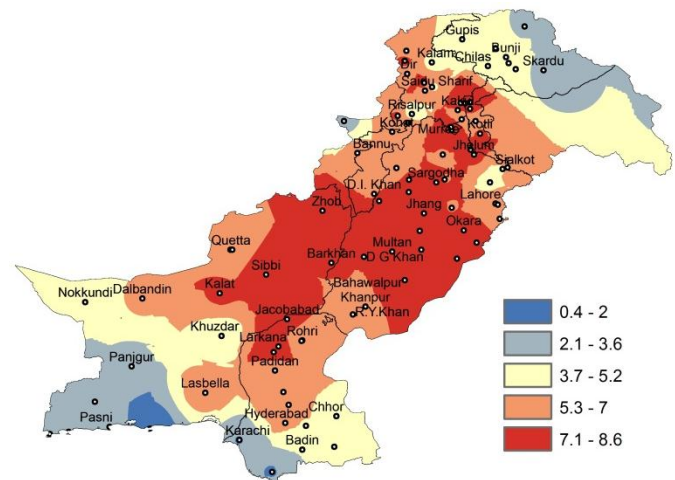 Gupis
Kalam
Chilas
Bunji
Skardu
Dir
Saidu Sharif
Risalpur
Bannu
Kotli
Jhelum
Sialkot
Sargodha
D.I. Khan
Lahore
Zhob
Jhang
Okara
Quetta
Multan
Barkhan
D G Khan
Sibbi
Dalbandin
Kalat
Bahawalpur
Nokkundi
Khanpur
R.Y.Khan
Jacobabad
Khuzdar
Larkana
Rohri
Panjgur
Padidan
Lasbella
Pasni
Hyderabad
Chhor
Karachi
Badin
0.4 - 2
2.1 - 3.6
3.7 - 5.2
5.3 - 7
7.1 - 8.6